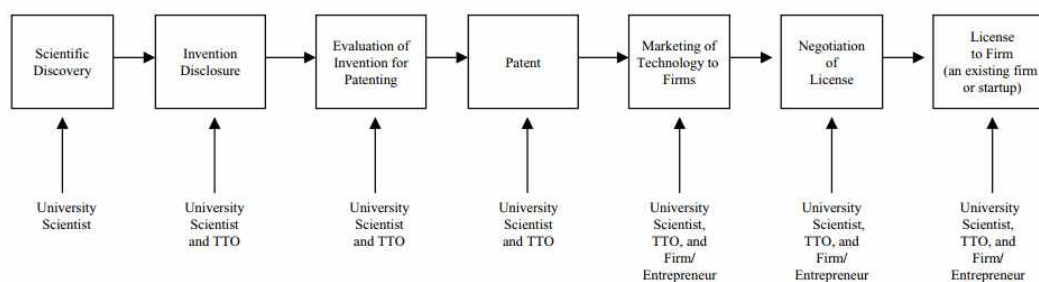 Scientific
Discovery
Invention
Disclosure
Evaluation of
Invention for
Patenting
Patent
Marketing of
Technology to
Firms
Negotiation
of
License
License
to Firm
(an existing firm
or startup)
University
Scientist
University
Scientist
and TTO
University
Scientist
and TTO
University
Scientist
and TTO
University
Scientist,
TTO, and
Firm/
Entrepreneur
University
Scientist,
TTO, and
Firm/
Entrepreneur
University
Scientist,
TTO, and
Firm/
Entrepreneur